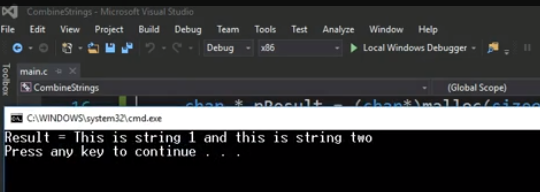 CombineStrings - Microsoft Visual Studio
File Edit View Project Build Debug Team Tools Test Analyze Window Help
Debug x86 Local Windows Debugger
Toolbox
main.c
CombineStrings (Global Scope)
16 char * pResult = (char*)malloc(sizeo
C:\WINDOWS\system32\cmd.exe
Result = This is string 1 and this is string two
Press any key to continue . . .